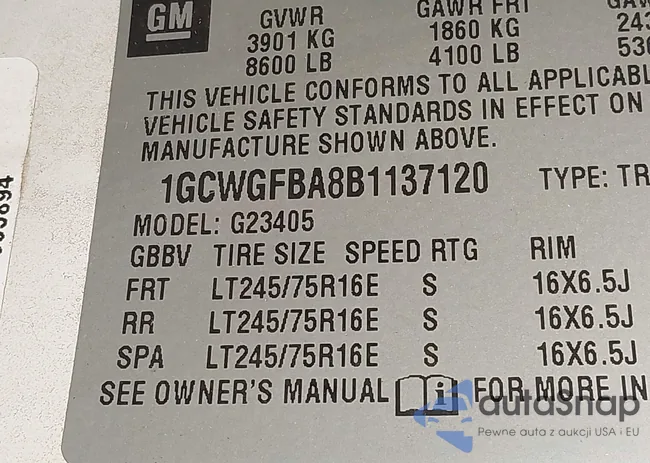 GM
GVWR GAWR FRT
3901 KG 1860 KG
8600 LB 4100 LB
THIS VEHICLE CONFORMS TO ALL
VEHICLE SAFETY STANDARDS IN EFFECT ON
MANUFACTURE SHOWN ABOVE.
1GCWGFBA8B1137120 TYPE: TR
MODEL: G23405
GBBV TIRE SIZE SPEED RTG RIM
FRT LT245/75R16E S 16X6.5J
RR LT245/75R16E S 16X6.5J
SPA LT245/75R16E S 16X6.5J
SEE OWNER'S MANUAL i FOR MORE IN
autosnap
Pewne auta z aukcji USA i EU